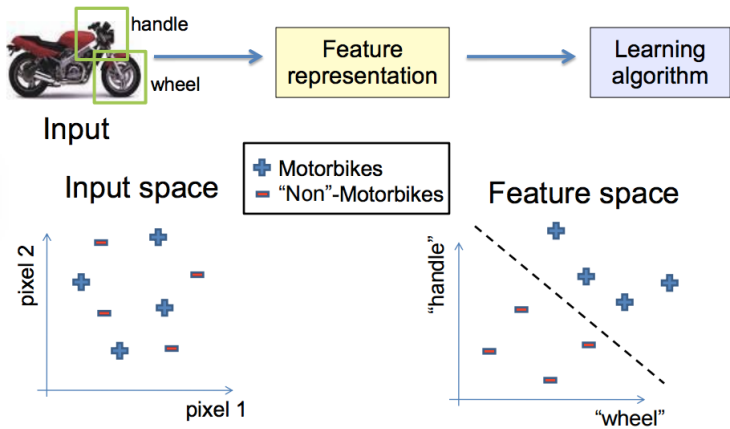 handle
wheel
Input
Feature
representation
Learning
algorithm
Motorbikes
“Non”-Motorbikes
Input space
pixel 2
pixel 1
Feature space
“handle”
“wheel”